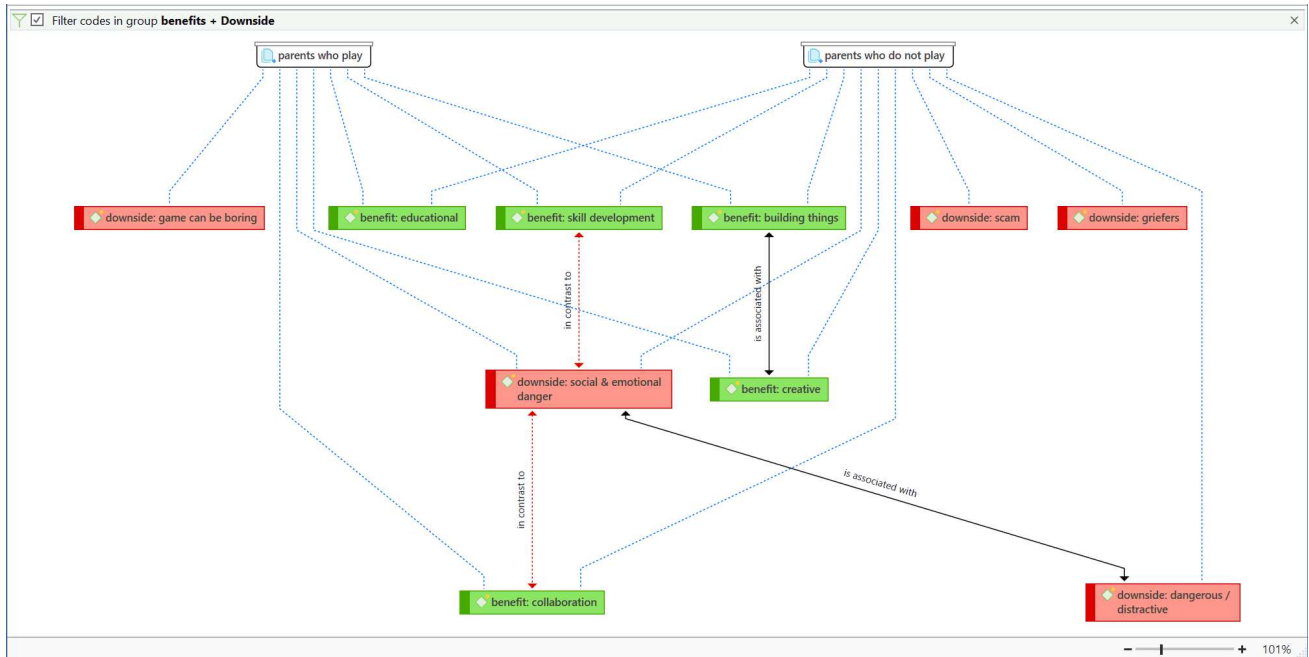 Filter codes in group benefits + Downside
parents who play
parents who do not play
downside: game can be boring
benefit: educational
benefit: skill development
benefit: building things
downside: scam
downside: griefers
in contrast to
is associated with
downside: social & emotional
danger
benefit: creative
in contrast to
is associated with
benefit: collaboration
downside: dangerous /
distractive
101%